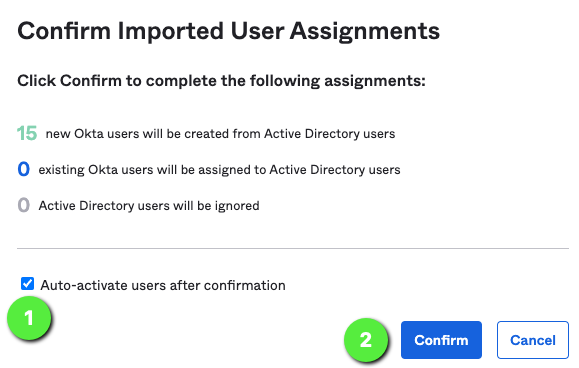 Confirm Imported User Assignments
Click Confirm to complete the following assignments:
15 new Okta users will be created from Active Directory users
0 existing Okta users will be assigned to Active Directory users
0 Active Directory users will be ignored
Auto-activate users after confirmation
1
2 Confirm Cancel